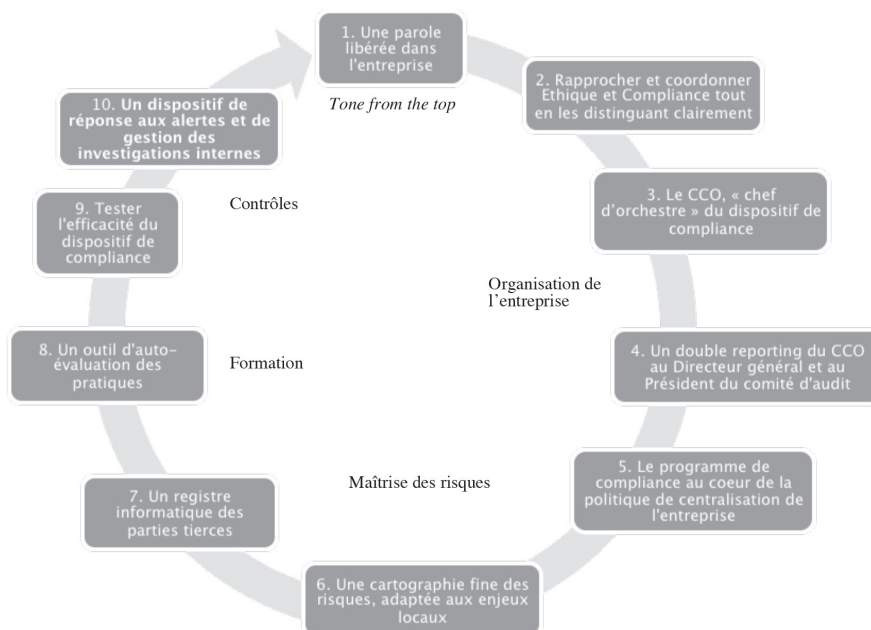 1. Une parole
libérée dans
l'entreprise
Tone from the top
2. Rapprocher et coordonner
Ethique et Compliance tout
en les distinguant clairement
3. Le CCO, « chef
d'orchestre » du dispositif de
compliance
Organisation de
l'entreprise
4. Un double reporting du CCO
au Directeur général et au
Président du comité d'audit
5. Le programme de
compliance au coeur de la
politique de centralisation de
l'entreprise
Maîtrise des risques
6. Une cartographie fine des
risques, adaptée aux enjeux
locaux
7. Un registre
informatique des
parties tierces
8. Un outil d'auto-
évaluation des
pratiques
Formation
9. Tester
l'efficacité du
dispositif de
compliance
Contrôles
10. Un dispositif de
réponse aux alertes et de
gestion des
investigations internes